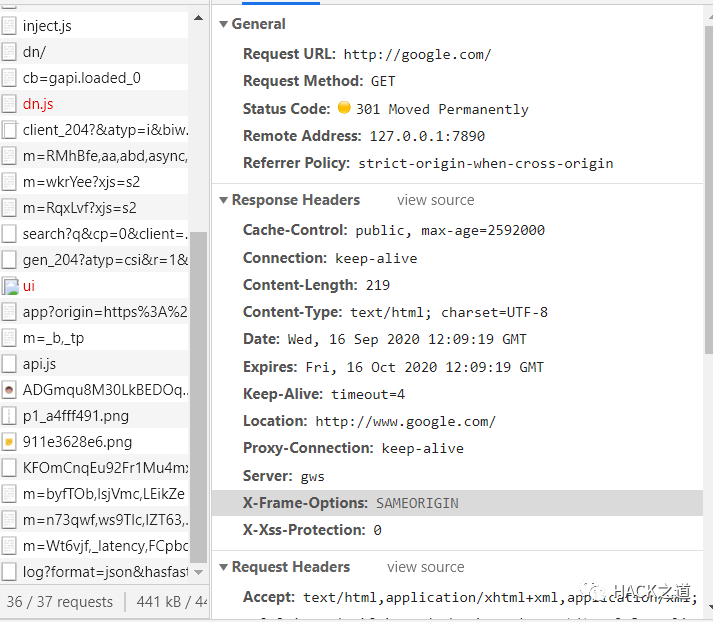 inject.js
dn/
cb=gapi.loaded_0
dn.js
client_204?&atyp=i&biw.
m=RMhBfe,aa,abd,async,
m=wkrYee?xjs=s2
m=RqxLvf?xjs=s2
search?q&cp=0&client=.
gen_204?atyp=csi&r=1&
ui
app?origin=https%3A%2
m=_b,_tp
api.js
ADGmqu8M30LkBEDOq.
p1_a4fff491.png
911e3628e6.png
KFOmCnqEu92Fr1Mu4mx
m=byfTOb,lsjVmc,LEikZe
m=n73qwf,ws9Tlc,IZT63,.
m=Wt6vjf,_latency,FCpbc
log?format=json&hasfast
36 / 37 requests
441 kB / 44
General
Request URL: http://google.com/
Request Method: GET
Status Code: 301 Moved Permanently
Remote Address: 127.0.0.1:7890
Referrer Policy: strict-origin-when-cross-origin
Response Headers view source
Cache-Control: public, max-age=2592000
Connection: keep-alive
Content-Length: 219
Content-Type: text/html; charset=UTF-8
Date: Wed, 16 Sep 2020 12:09:19 GMT
Expires: Fri, 16 Oct 2020 12:09:19 GMT
Keep-Alive: timeout=4
Location: http://www.google.com/
Proxy-Connection: keep-alive
Server: gws
X-Frame-Options: SAMEORIGIN
X-Xss-Protection: 0
Request Headers view source
Accept: text/html,application/xhtml+xml,application/xml;
HACK之道